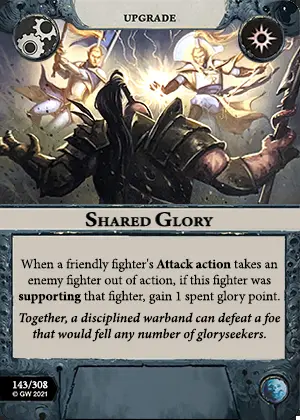 UPGRADE
SHARED GLORY
When a friendly fighter's Attack action takes an
enemy fighter out of action, if this fighter was
supporting that fighter, gain 1 spent glory point.
Together, a disciplined warband can defeat a foe
that would fell any number of gloryseekers.
143/308
© GW 2021